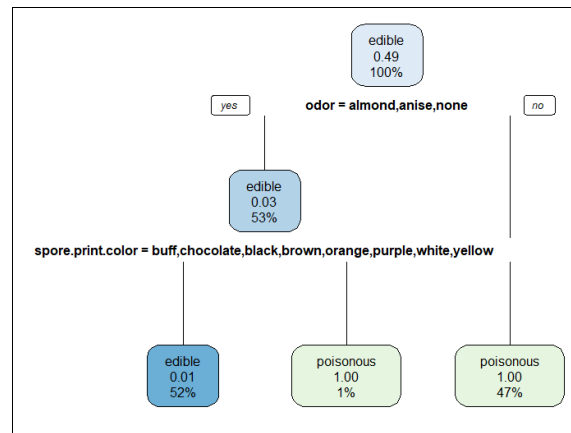 edible
0.49
100%
yes
odor = almond,anise,none
no
edible
0.03
53%
spore.print.color = buff,chocolate,black,brown,orange,purple,white,yellow
edible
0.01
52%
poisonous
1.00
1%
poisonous
1.00
47%